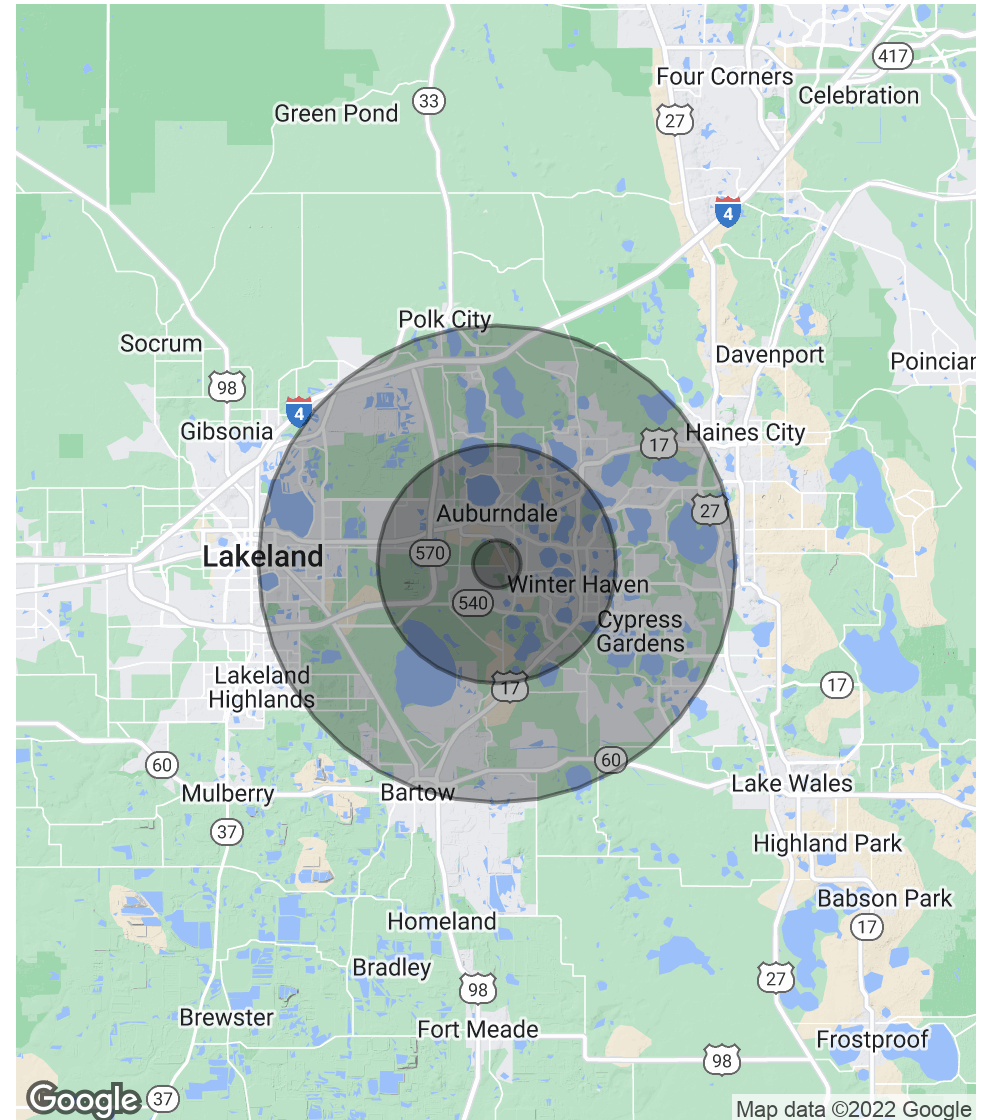 417
Four Corners
Celebration
33
Green Pond
27
4
Polk City
Socrum
Davenport
Poincian
98
4
Gibsonia
17
Haines City
27
Auburndale
Lakeland
570
Winter Haven
540
Cypress
Gardens
Lakeland
Highlands
17
17
60
60
Mulberry
Bartow
Lake Wales
37
Highland Park
Babson Park
17
Homeland
Bradley
27
98
Brewster
Fort Meade
Frostproof
98
Google
37
Map data ©2022 Google